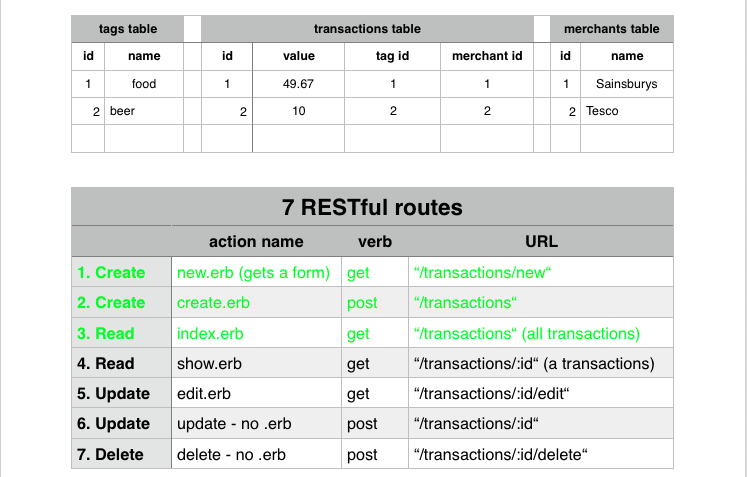 tags table transactions table merchants table
id name id value tag id merchant id id name
1 food 1 49.67 1 1 1 Sainsburys
2 beer 2 10 2 2 2 Tesco
7 RESTful routes
action name verb URL
1. Create new.erb (gets a form) get “/transactions/new“
2. Create create.erb post “/transactions“
3. Read index.erb get “/transactions“ (all transactions)
4. Read show.erb get “/transactions/:id“ (a transactions)
5. Update edit.erb get “/transactions/:id/edit“
6. Update update - no .erb post “/transactions/:id“
7. Delete delete - no .erb post “/transactions/:id/delete“